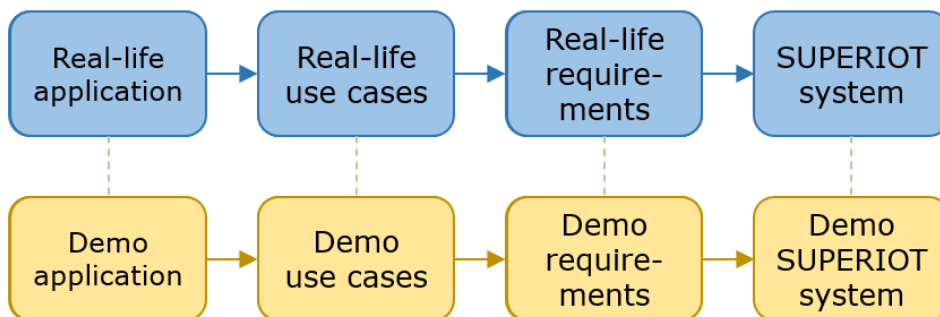 Real-life
application
Real-life
use cases
Real-life
require-
ments
SUPERIOT
system
Demo
application
Demo
use cases
Demo
require-
ments
Demo
SUPERIOT
system